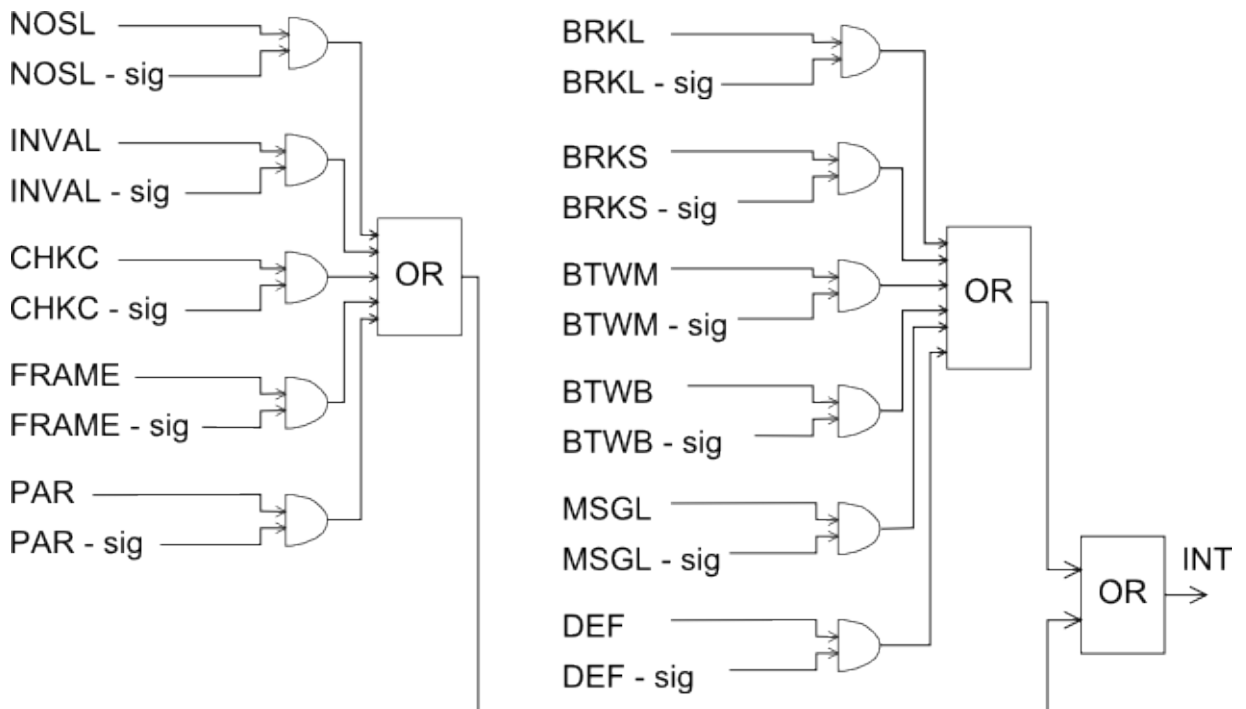 NOSL
NOSL - sig
INVAL
INVAL - sig
CHKC
CHKC - sig
FRAME
FRAME - sig
PAR
PAR - sig
OR
BRKL
BRKL - sig
BRKS
BRKS - sig
BTWM
BTWM - sig
BTWB
BTWB - sig
MSGL
MSGL - sig
DEF
DEF - sig
OR
OR
INT